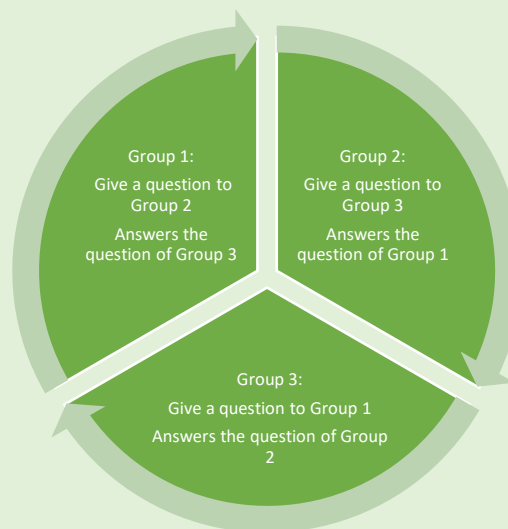 Group 1:
Give a question to
Group 2
Answers the
question of Group 3
Group 2:
Give a question to
Group 3
Answers the
question of Group 1
Group 3:
Give a question to Group 1
Answers the question of Group
2